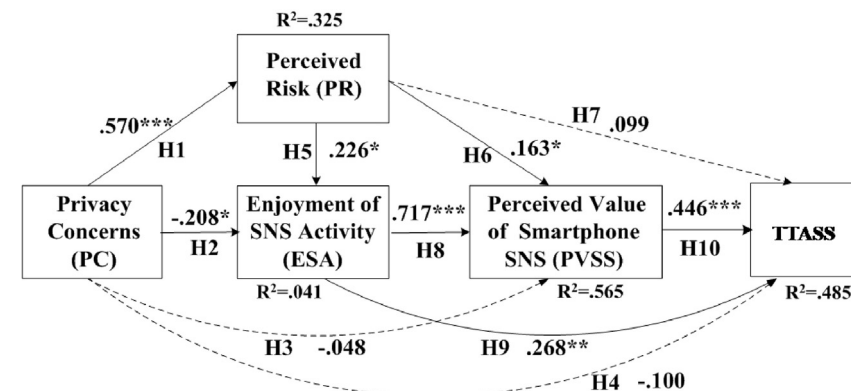 R²=.325
Perceived
Risk (PR)
.570***
H1
H5
.226*
H6
.163*
H7
.099
Privacy
Concerns
(PC)
-.208*
H2
Enjoyment of
SNS Activity
(ESA)
.717***
H8
Perceived Value
of Smartphone
SNS (PVSS)
.446***
H10
TTASS
R²=.041
R²=.565
R²=.485
H3 -.048
H9 .268**
H4 -.100